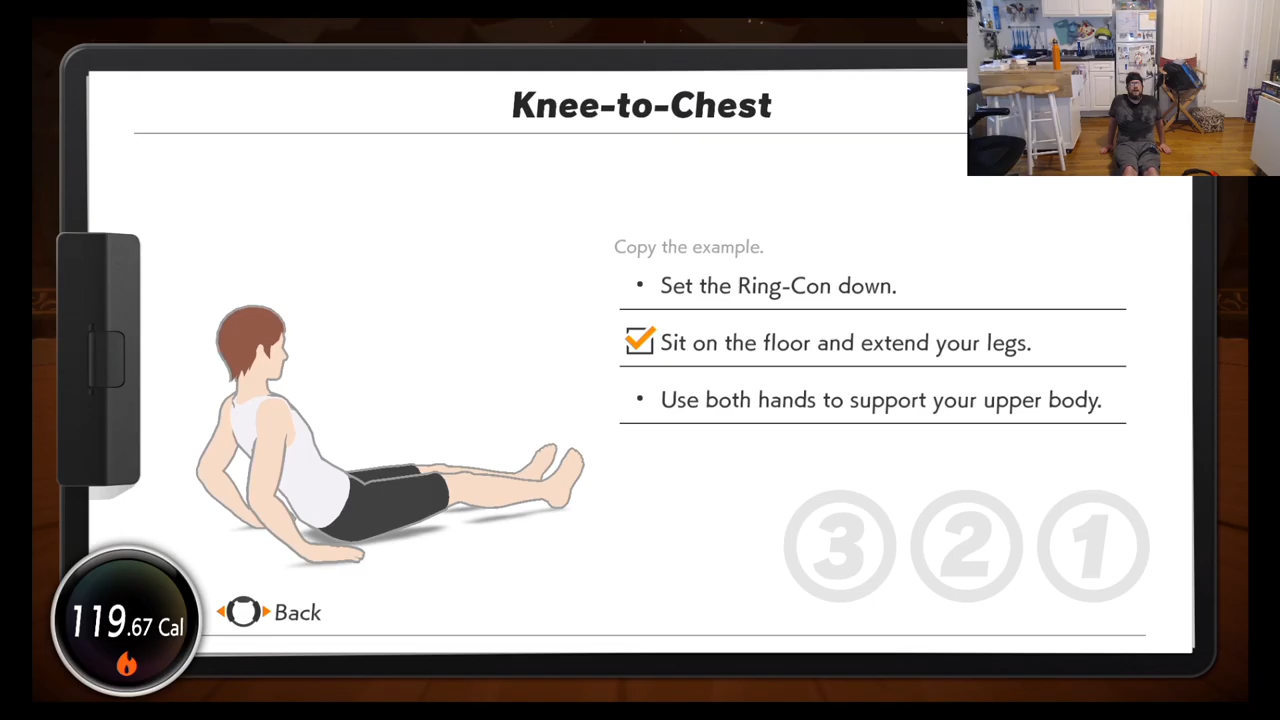 Knee-to-Chest
Copy the example.
• Set the Ring-Con down.
Sit on the floor and extend your legs.
• Use both hands to support your upper body.
3 2 1
Back
119.67 Cal